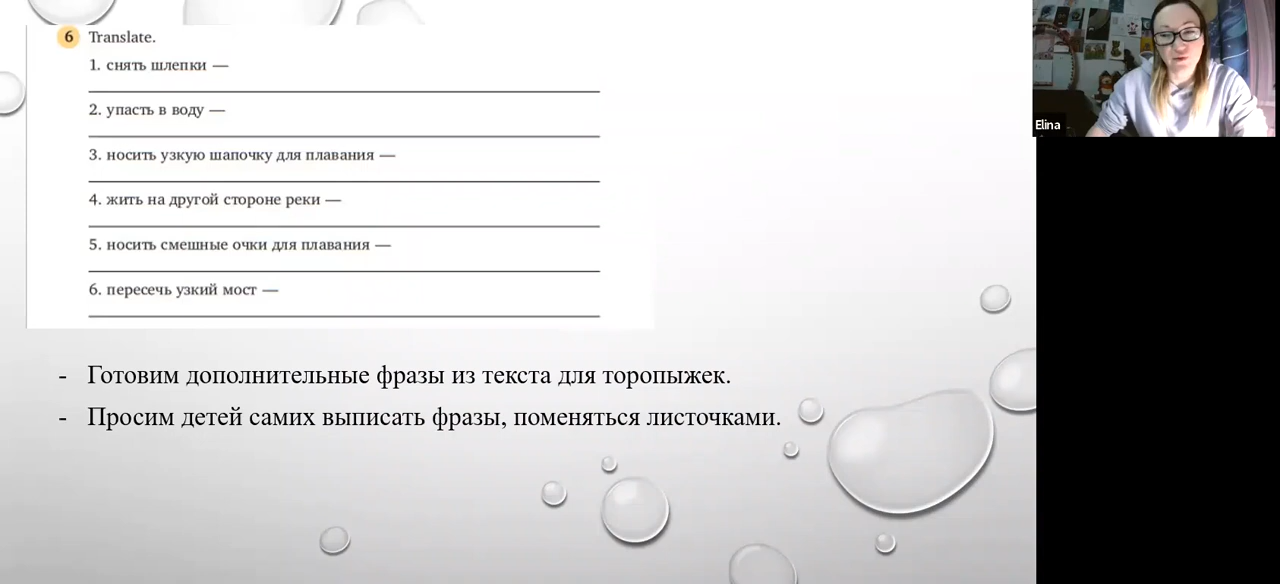 6 Translate.
1. снять шлепки —
2. упасть в воду —
3. носить узкую шапочку для плавания —
4. жить на другой стороне реки —
5. носить смешные очки для плавания —
6. пересечь узкий мост —
- Готовим дополнительные фразы из текста для торопыжек.
- Просим детей самих выписать фразы, поменяться листочками.
Elina